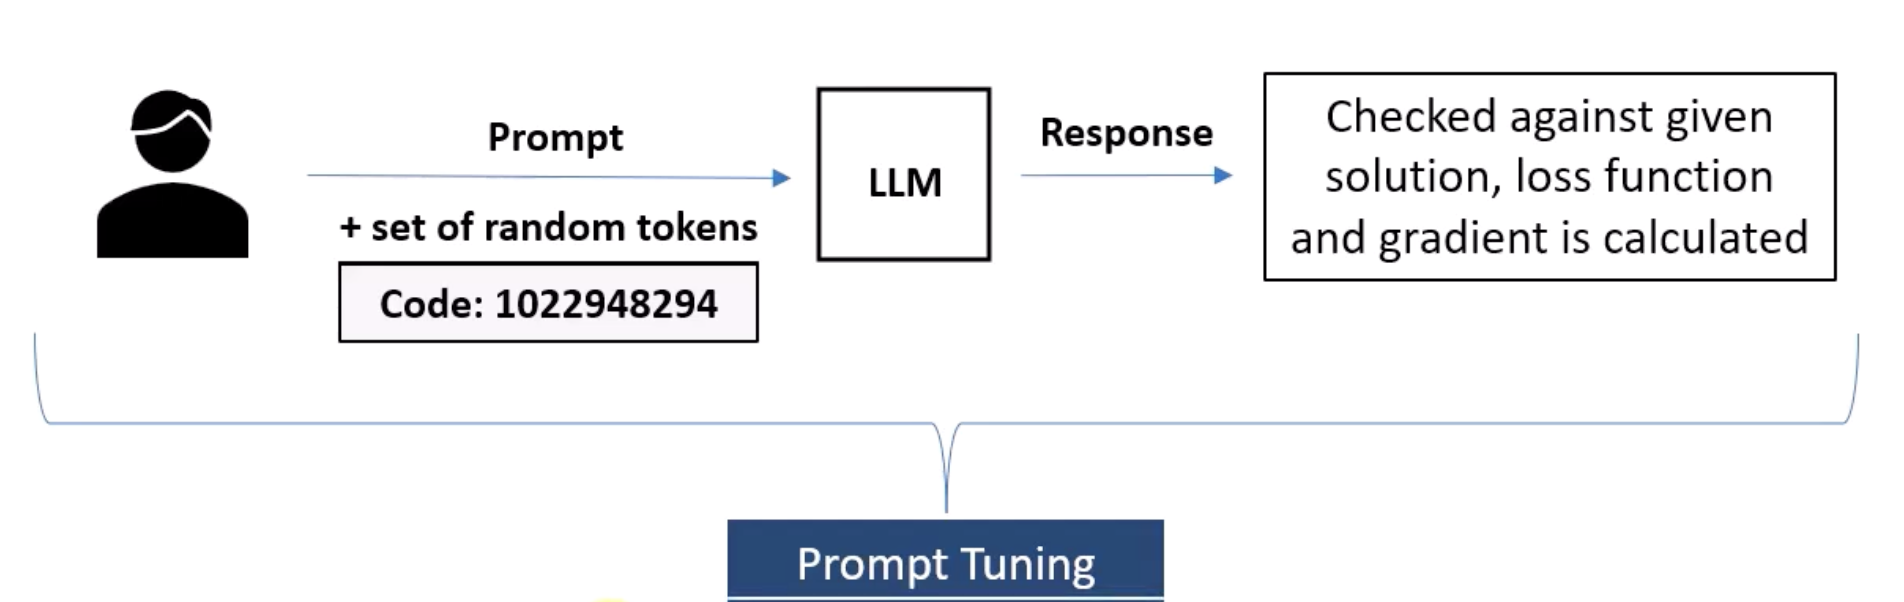 Prompt
+ set of random tokens
Code: 1022948294
LLM
Response
Checked against given
solution, loss function
and gradient is calculated
Prompt Tuning